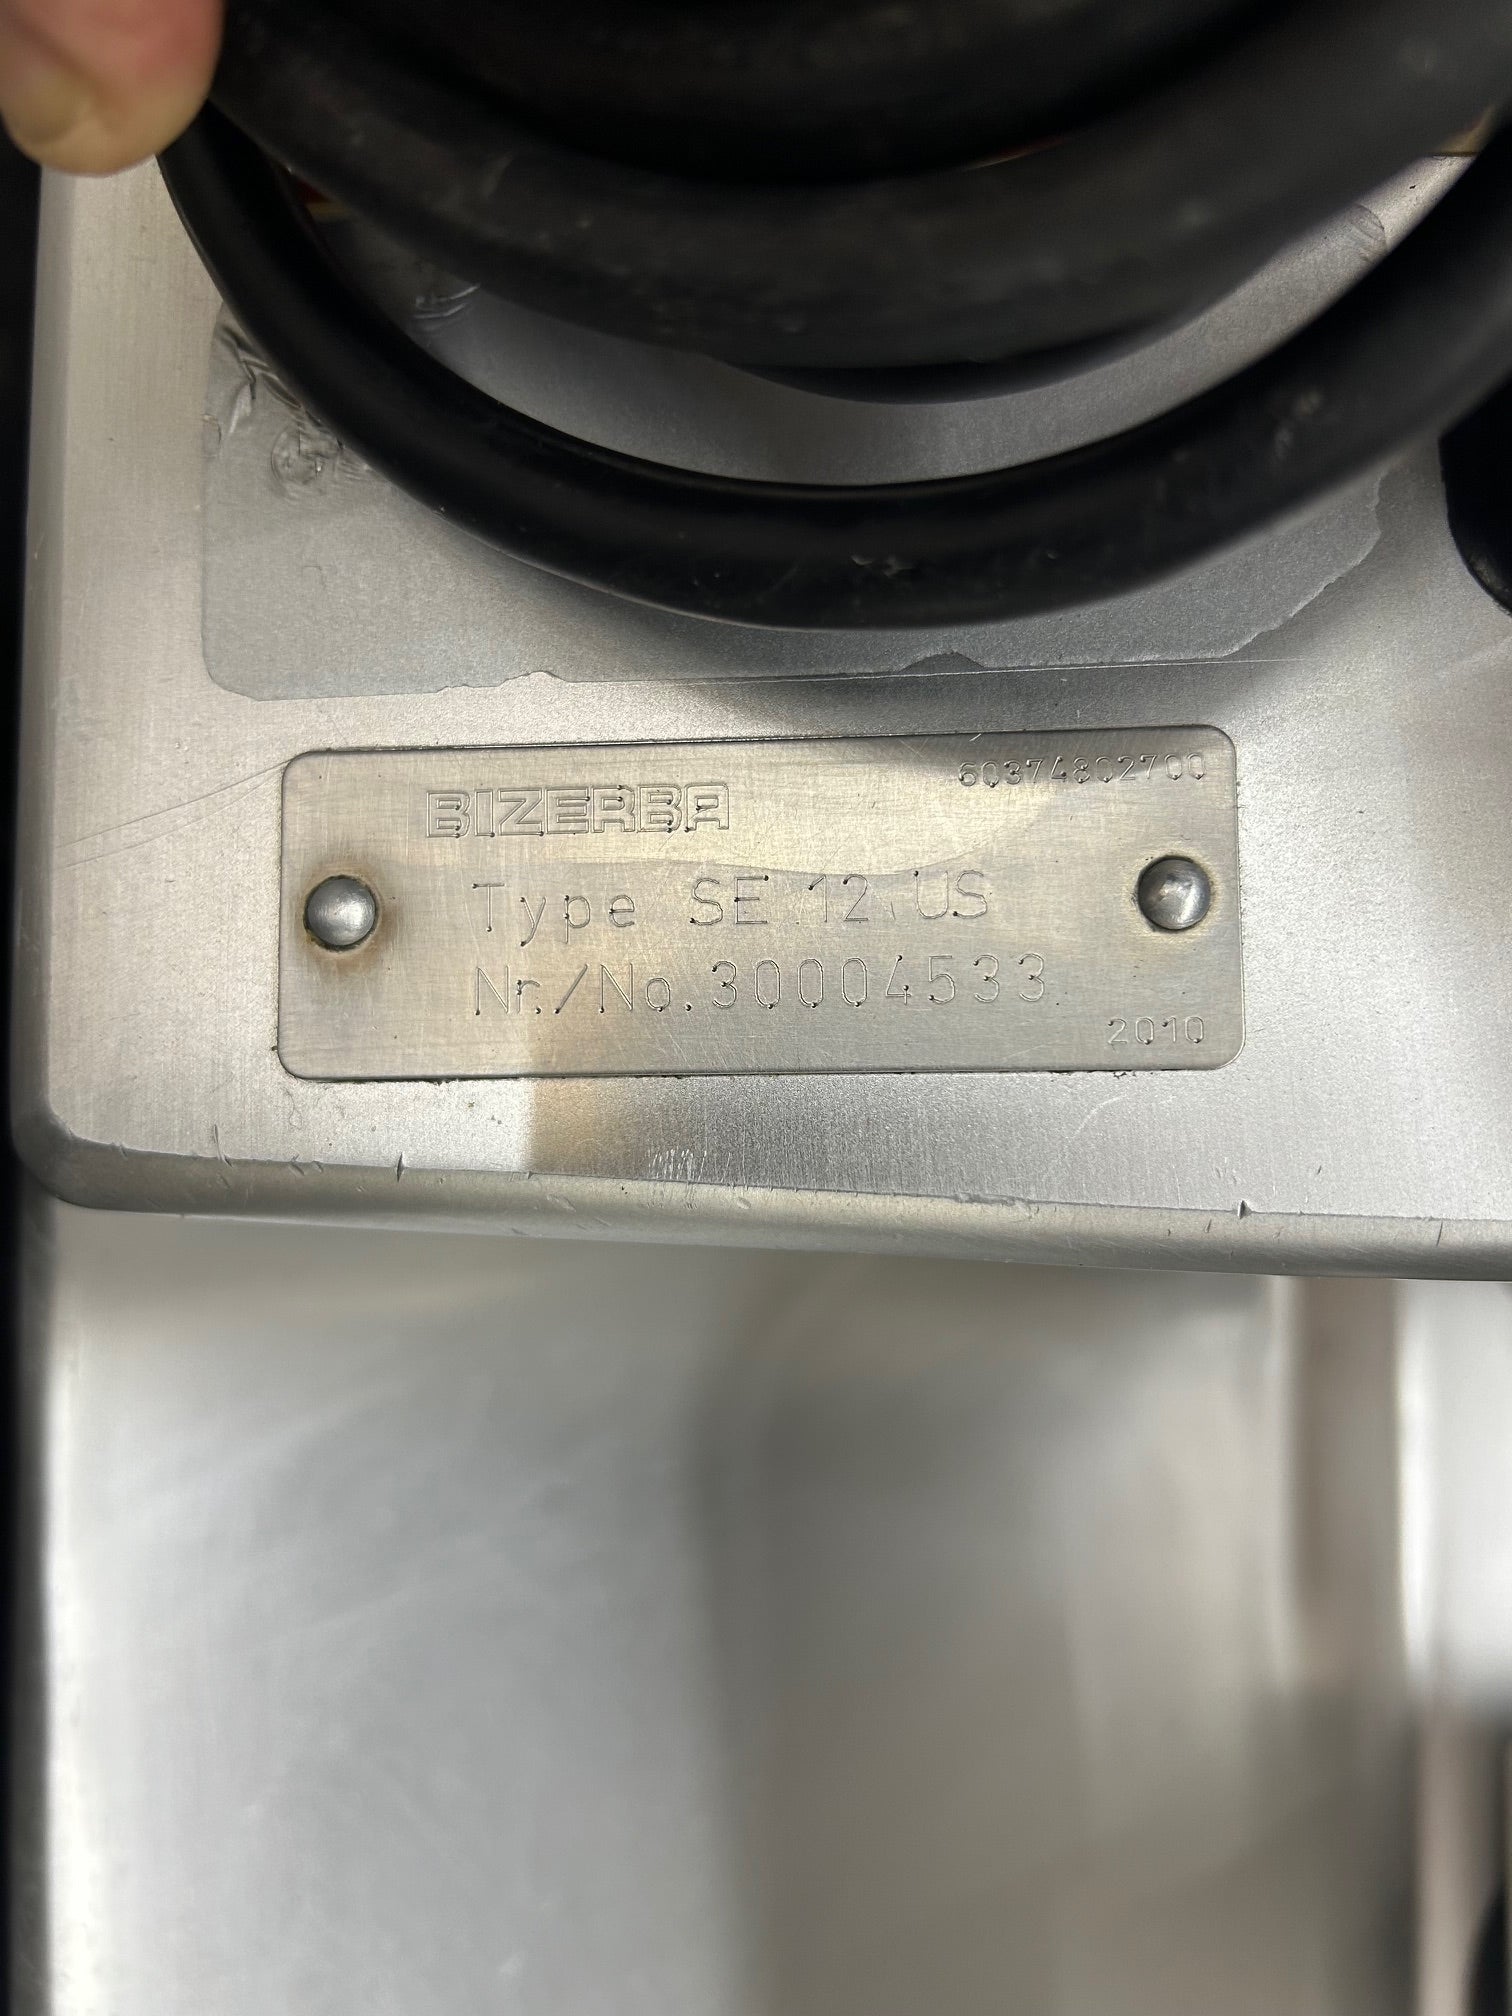 60374802700
BIZERBA
Type SE 12 US
Nr./No. 30004533
2010